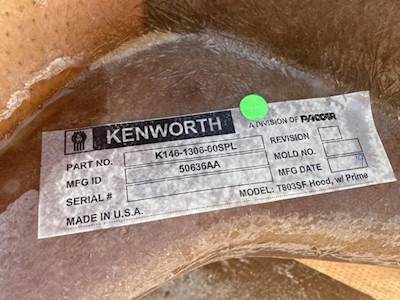 KENWORTH A DIVISION OF PACCAR
PART NO. K146-1306-00SPL REVISION
MFG ID 50636AA MOLD NO.
SERIAL # MFG DATE
MADE IN U.S.A. MODEL: T803SF Hood, w/ Prime